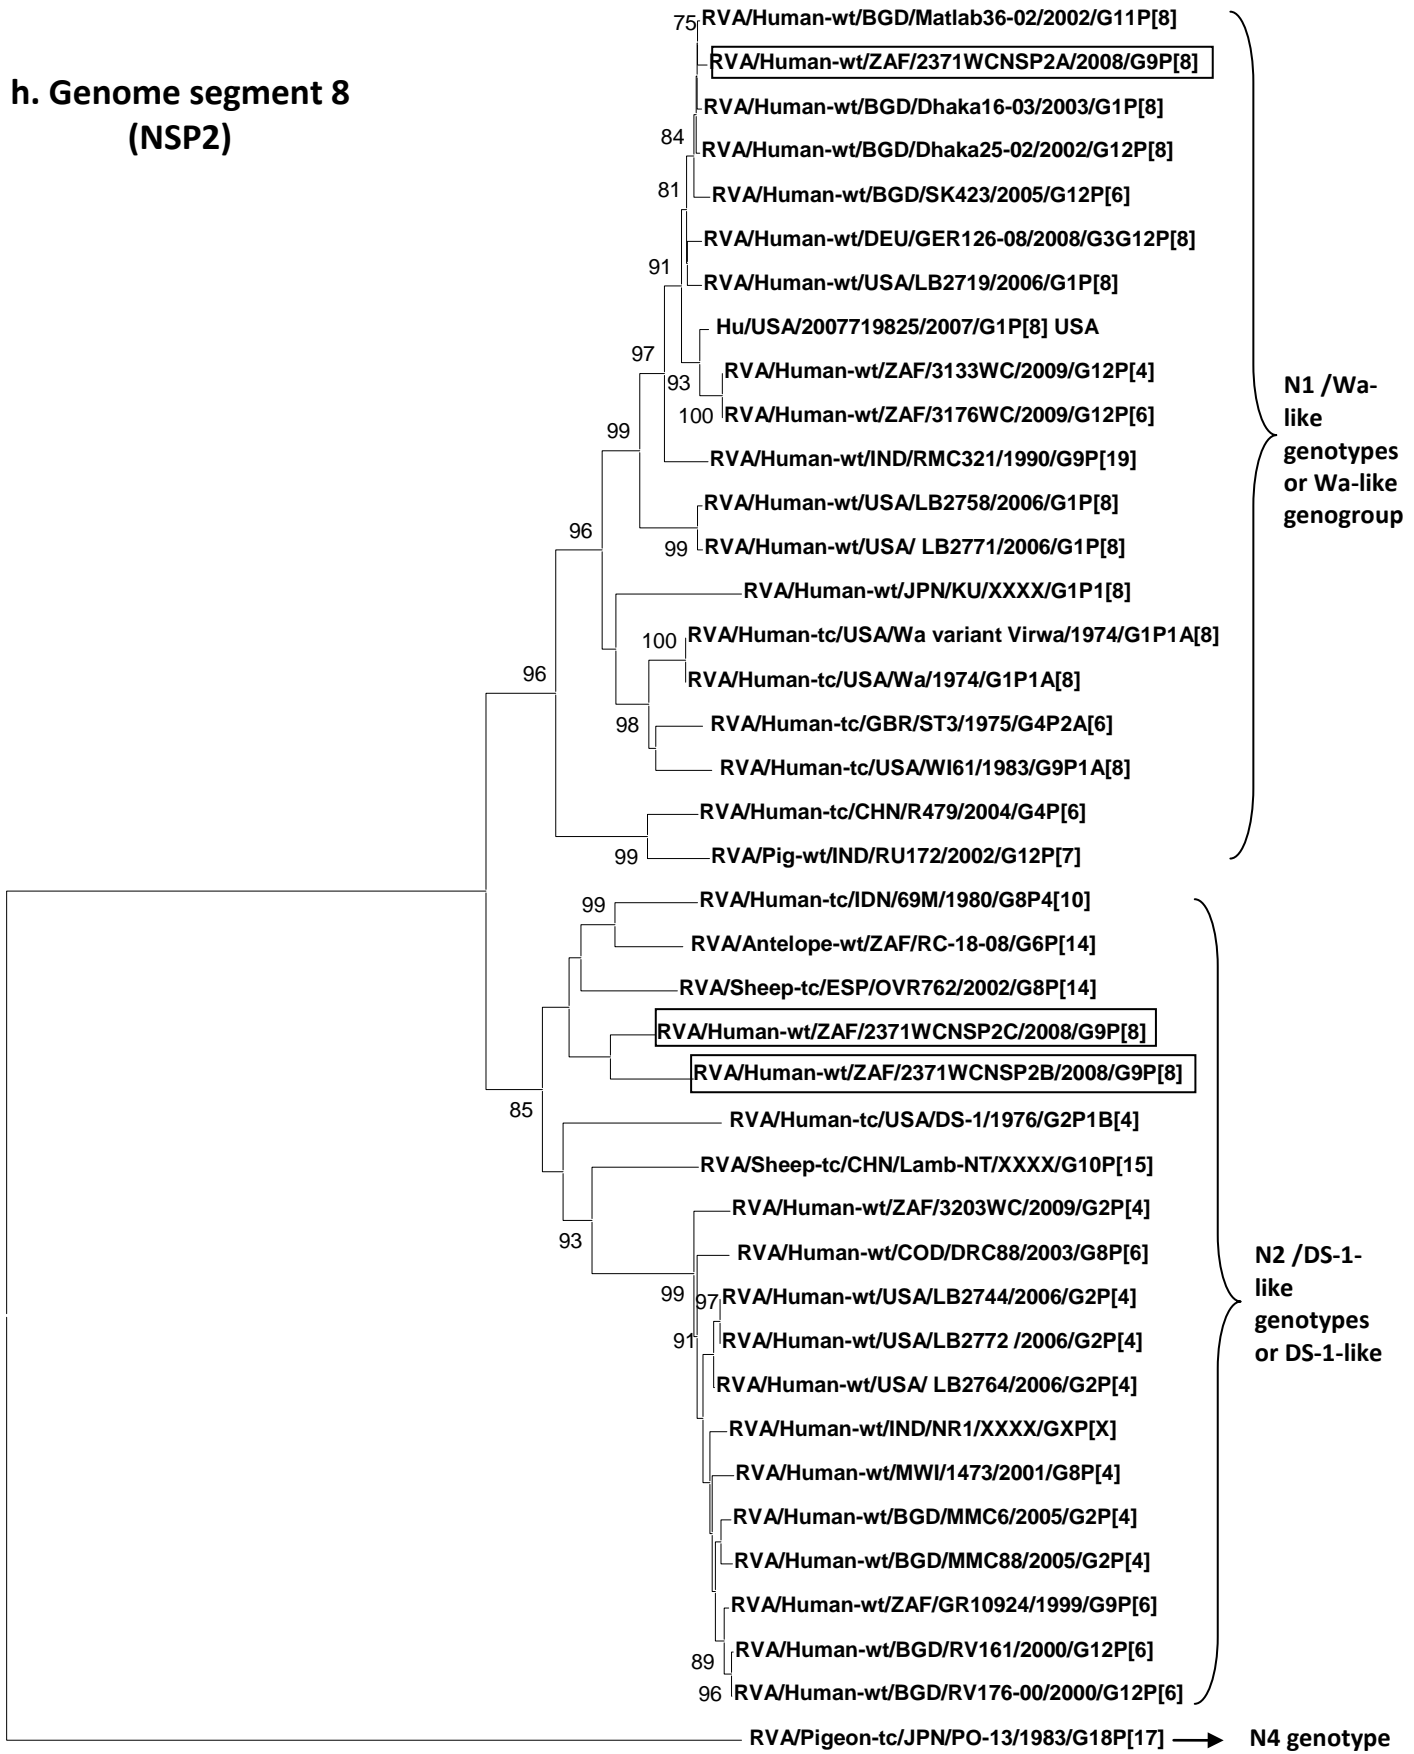 h. Genome segment 8
(NSP2)
75
RVA/Human-wt/BGD/Matlab36-02/2002/G11P[8]
RVA/Human-wt/ZAF/2371WCNSP2A/2008/G9P[8]
RVA/Human-wt/BGD/Dhaka16-03/2003/G1P[8]
84
RVA/Human-wt/BGD/Dhaka25-02/2002/G12P[8]
81
RVA/Human-wt/BGD/SK423/2005/G12P[6]
RVA/Human-wt/DEU/GER126-08/2008/G3G12P[8]
91
RVA/Human-wt/USA/LB2719/2006/G1P[8]
Hu/USA/2007719825/2007/G1P[8] USA
97
RVA/Human-wt/ZAF/3133WC/2009/G12P[4]
93
100
RVA/Human-wt/ZAF/3176WC/2009/G12P[6]
99
RVA/Human-wt/IND/RMC321/1990/G9P[19]
RVA/Human-wt/USA/LB2758/2006/G1P[8]
96
99
RVA/Human-wt/USA/ LB2771/2006/G1P[8]
RVA/Human-wt/JPN/KU/XXXX/G1P1[8]
100
RVA/Human-tc/USA/Wa variant Virwa/1974/G1P1A[8]
96
RVA/Human-tc/USA/Wa/1974/G1P1A[8]
98
RVA/Human-tc/GBR/ST3/1975/G4P2A[6]
RVA/Human-tc/USA/WI61/1983/G9P1A[8]
RVA/Human-tc/CHN/R479/2004/G4P[6]
99
RVA/Pig-wt/IND/RU172/2002/G12P[7]
N1 /Wa-
like
genotypes
or Wa-like
genogroup
99
RVA/Human-tc/IDN/69M/1980/G8P4[10]
RVA/Antelope-wt/ZAF/RC-18-08/G6P[14]
RVA/Sheep-tc/ESP/OVR762/2002/G8P[14]
RVA/Human-wt/ZAF/2371WCNSP2C/2008/G9P[8]
RVA/Human-wt/ZAF/2371WCNSP2B/2008/G9P[8]
85
RVA/Human-tc/USA/DS-1/1976/G2P1B[4]
RVA/Sheep-tc/CHN/Lamb-NT/XXXX/G10P[15]
RVA/Human-wt/ZAF/3203WC/2009/G2P[4]
93
RVA/Human-wt/COD/DRC88/2003/G8P[6]
99
97
RVA/Human-wt/USA/LB2744/2006/G2P[4]
91
RVA/Human-wt/USA/LB2772 /2006/G2P[4]
RVA/Human-wt/USA/ LB2764/2006/G2P[4]
RVA/Human-wt/IND/NR1/XXXX/GXP[X]
RVA/Human-wt/MWI/1473/2001/G8P[4]
RVA/Human-wt/BGD/MMC6/2005/G2P[4]
RVA/Human-wt/BGD/MMC88/2005/G2P[4]
RVA/Human-wt/ZAF/GR10924/1999/G9P[6]
89
RVA/Human-wt/BGD/RV161/2000/G12P[6]
96
RVA/Human-wt/BGD/RV176-00/2000/G12P[6]
N2 /DS-1-
like
genotypes
or DS-1-like
RVA/Pigeon-tc/JPN/PO-13/1983/G18P[17]
N4 genotype